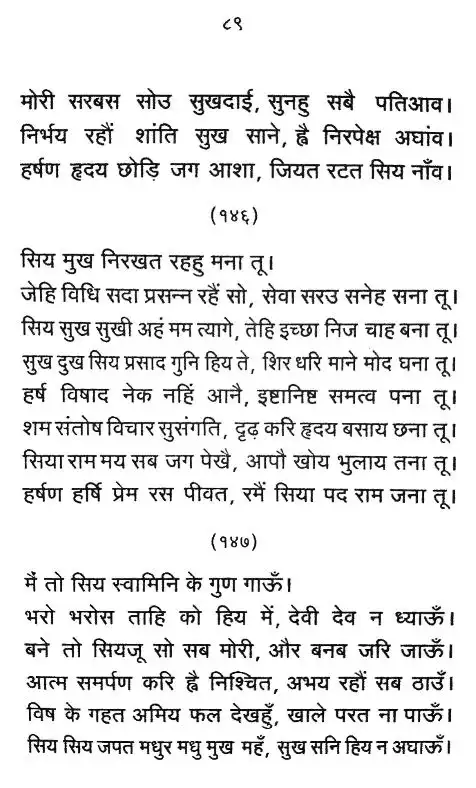 ८९
मोरी सरबस सोउ सुखदाई, सुनहु सबै पतिआव।
निर्भय रहौं शांति सुख साने, ह्वै निरपेक्ष अघांव।
हर्षण हृदय छोड़ि जग आशा, जियत रटत सिय नाँव।
(१४६)
सिय मुख निरखत रहहु मना तू।
जेहि विधि सदा प्रसन्न रहैं सो, सेवा सरउ सनेह सना तू।
सिय सुख सुखी अहं मम त्यागे, तेहि इच्छा निज चाह बना तू।
सुख दुख सिय प्रसाद गुनि हिय ते, शिर धरि माने मोद घना तू।
हर्ष विषाद नेक नहिं आनै, इष्टानिष्ट समत्व पना तू।
शम संतोष विचार सुसंगति, दृढ़ करि हृदय बसाय छना तू।
सिया राम मय सब जग पेखै, आपौ खोय भुलाय तना तू।
हर्षण हर्षि प्रेम रस पीवत, रमैं सिया पद राम जना तू।
(१४७)
मैं तो सिय स्वामिनि के गुण गाऊँ।
भरो भरोस ताहि को हिय में, देवी देव न ध्याऊँ।
बने तो सियजू सो सब मोरी, और बनब जरि जाऊँ।
आत्म समर्पण करि ह्वै निश्चित, अभय रहौं सब ठाउँ।
विष के गहत अमिय फल देखहुँ, खाले परत ना पाऊँ।
सिय सिय जपत मधुर मधु मुख महँ, सुख सनि हिय न अघाऊँ।